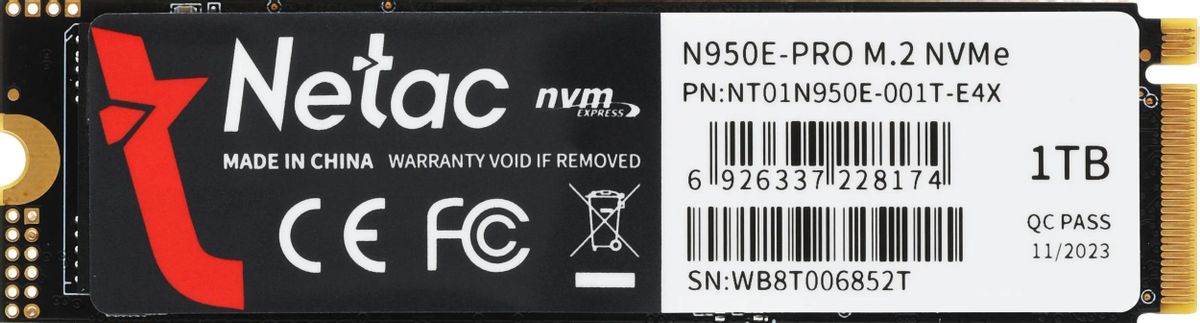 Netac
nvm
EXPRESS
MADE IN CHINA WARRANTY VOID IF REMOVED
CE FC
N950E-PRO M.2 NVMe
PN:NT01N950E-001T-E4X
6 926337 228174
1TB
QC PASS
11/2023
SN:WB8T006852T